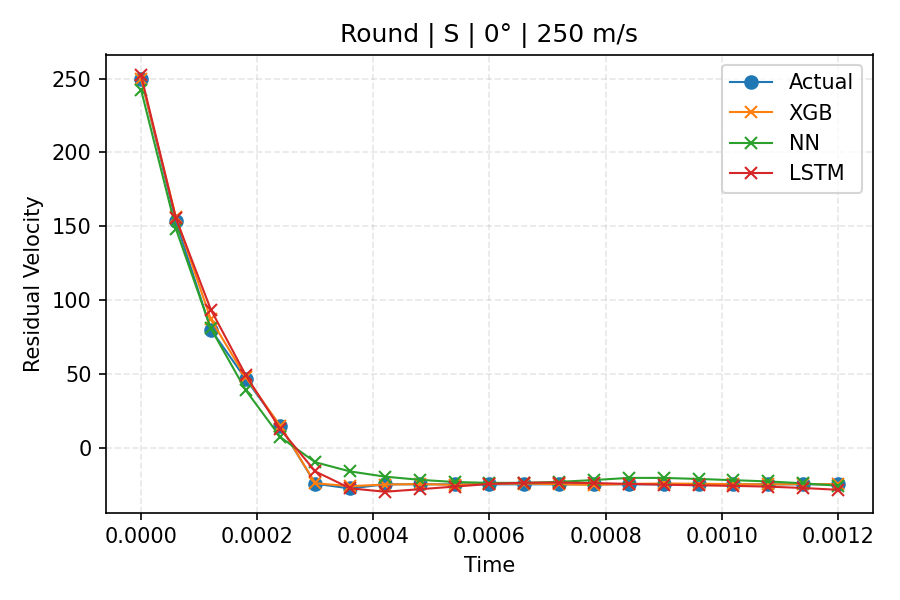 Round | S | 0° | 250 m/s
Actual
XGB
NN
LSTM
Residual Velocity
250
200
150
100
50
0
0.0000 0.0002 0.0004 0.0006 0.0008 0.0010 0.0012
Time